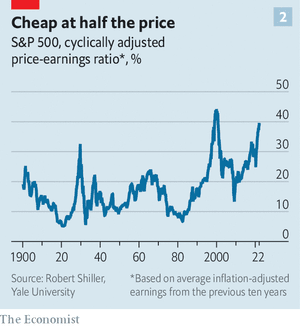 Cheap at half the price
2
S&P 500, cyclically adjusted
price-earnings ratio*, %
50
40
30
20
10
0
1900 20 40 60 80 2000 22
Source: Robert Shiller,
Yale University
*Based on average inflation-adjusted
earnings from the previous ten years
The Economist